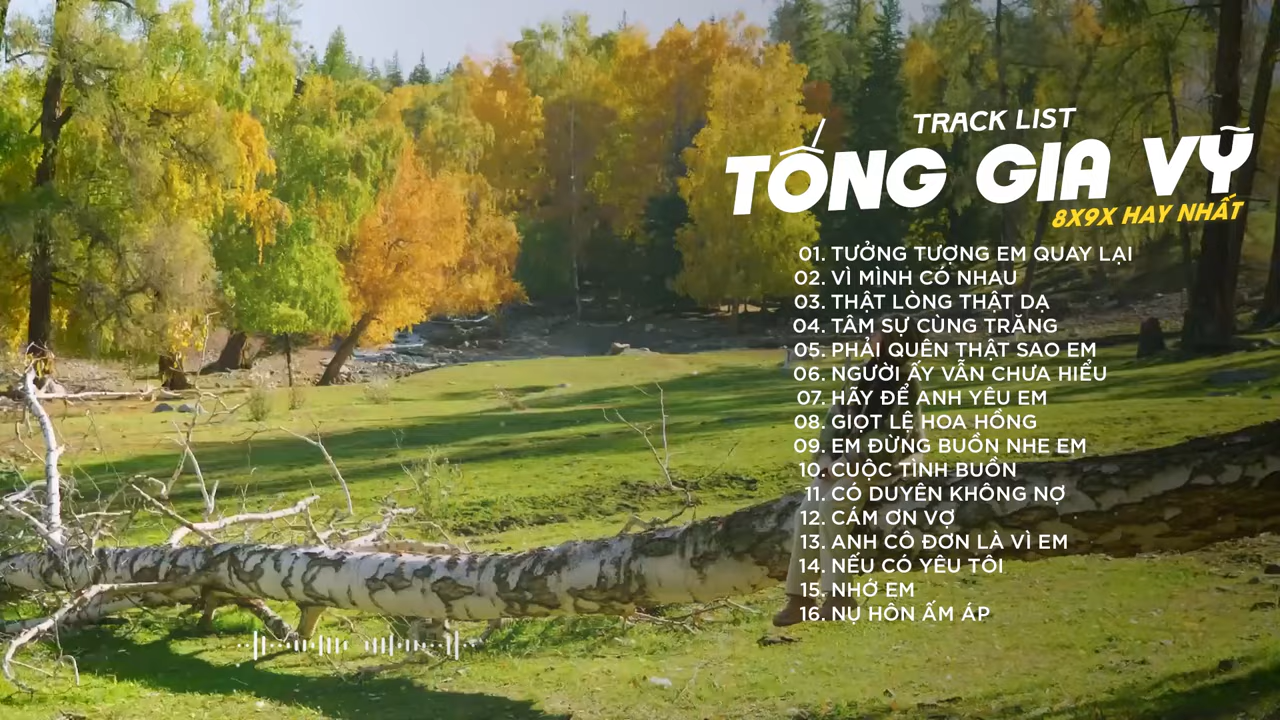 TRACK LIST
TỐNG GIA VỸ
8X9X HAY NHẤT
01. TƯỞNG TƯỢNG EM QUAY LẠI
02. VÌ MÌNH CÓ NHAU
03. THẬT LÒNG THẬT DẠ
04. TÂM SỰ CÙNG TRĂNG
05. PHẢI QUÊN THẬT SAO EM
06. NGƯỜI ẤY VẪN CHƯA HIỂU
07. HÃY ĐỂ ANH YÊU EM
08. GIỌT LỆ HOA HỒNG
09. EM ĐỪNG BUỒN NHE EM
10. CUỘC TÌNH BUỒN
11. CÓ DUYÊN KHÔNG NỢ
12. CÁM ƠN VỢ
13. ANH CÔ ĐƠN LÀ VÌ EM
14. NẾU CÓ YÊU TÔI
15. NHỚ EM
16. NỤ HÔN ẤM ÁP